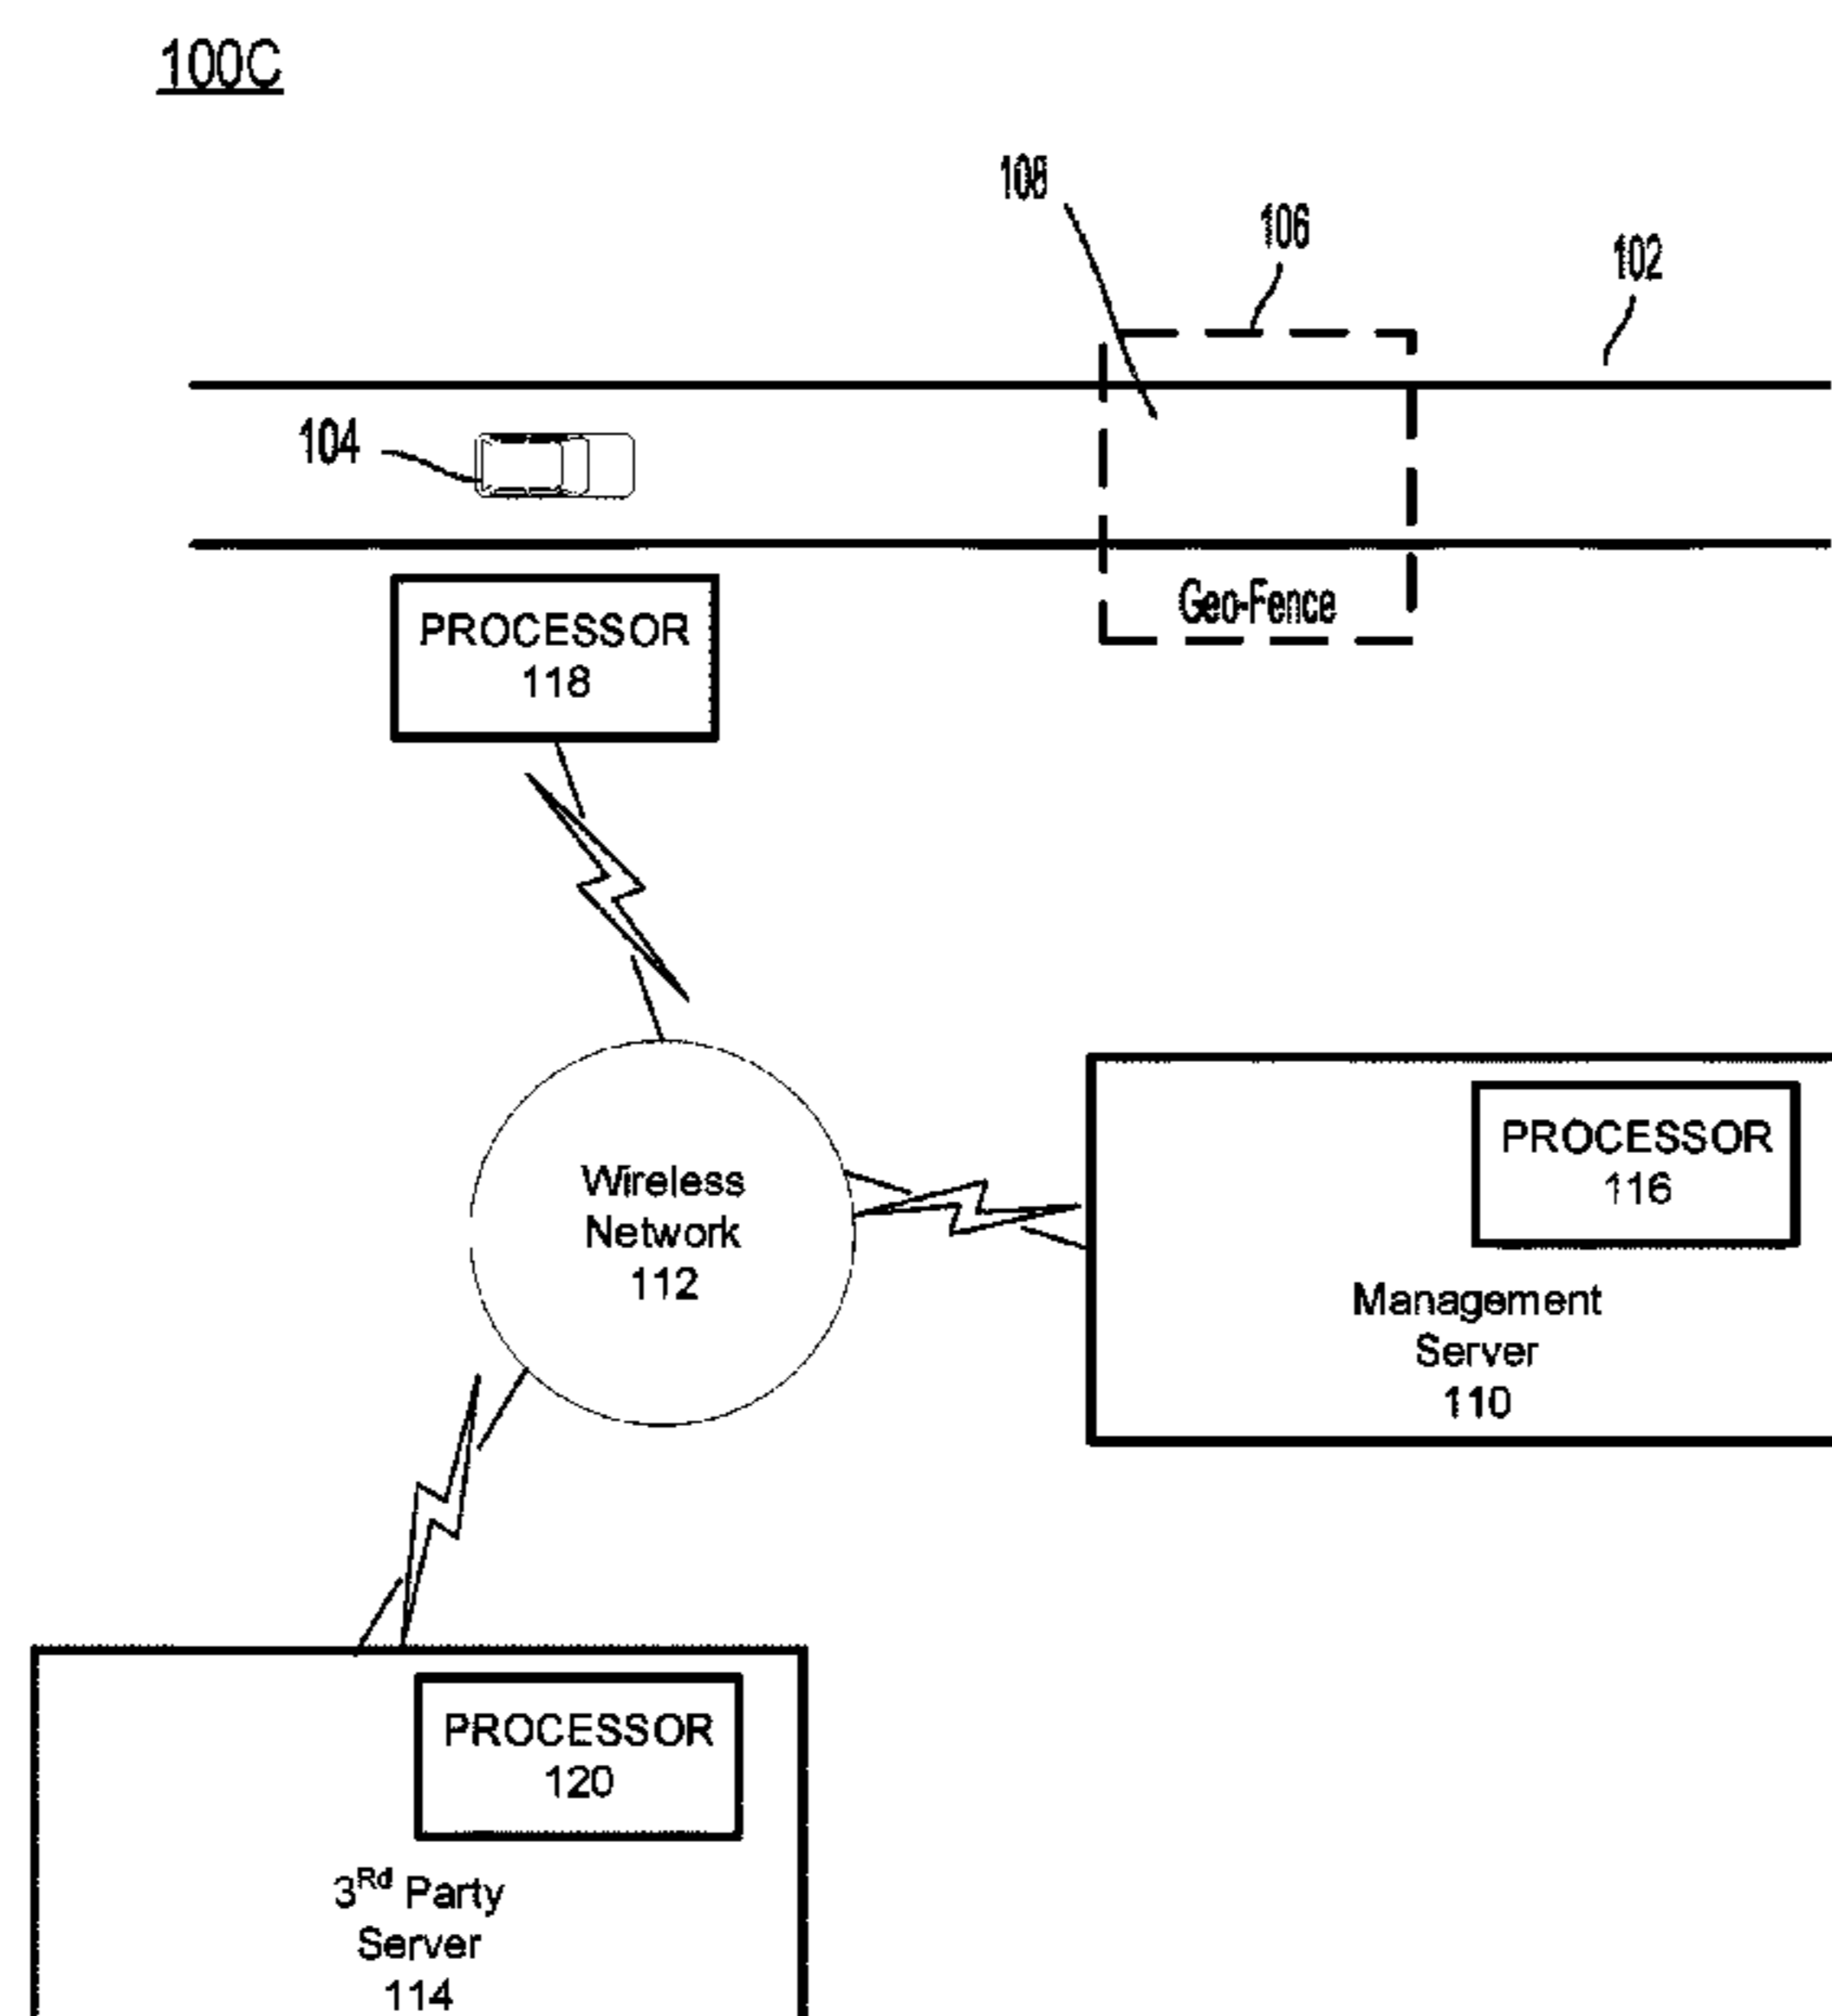 100C
108
106
102
104
Geo-Fence
PROCESSOR
118
Wireless
Network
112
PROCESSOR
116
Management
Server
110
PROCESSOR
120
3Rd Party
Server
114